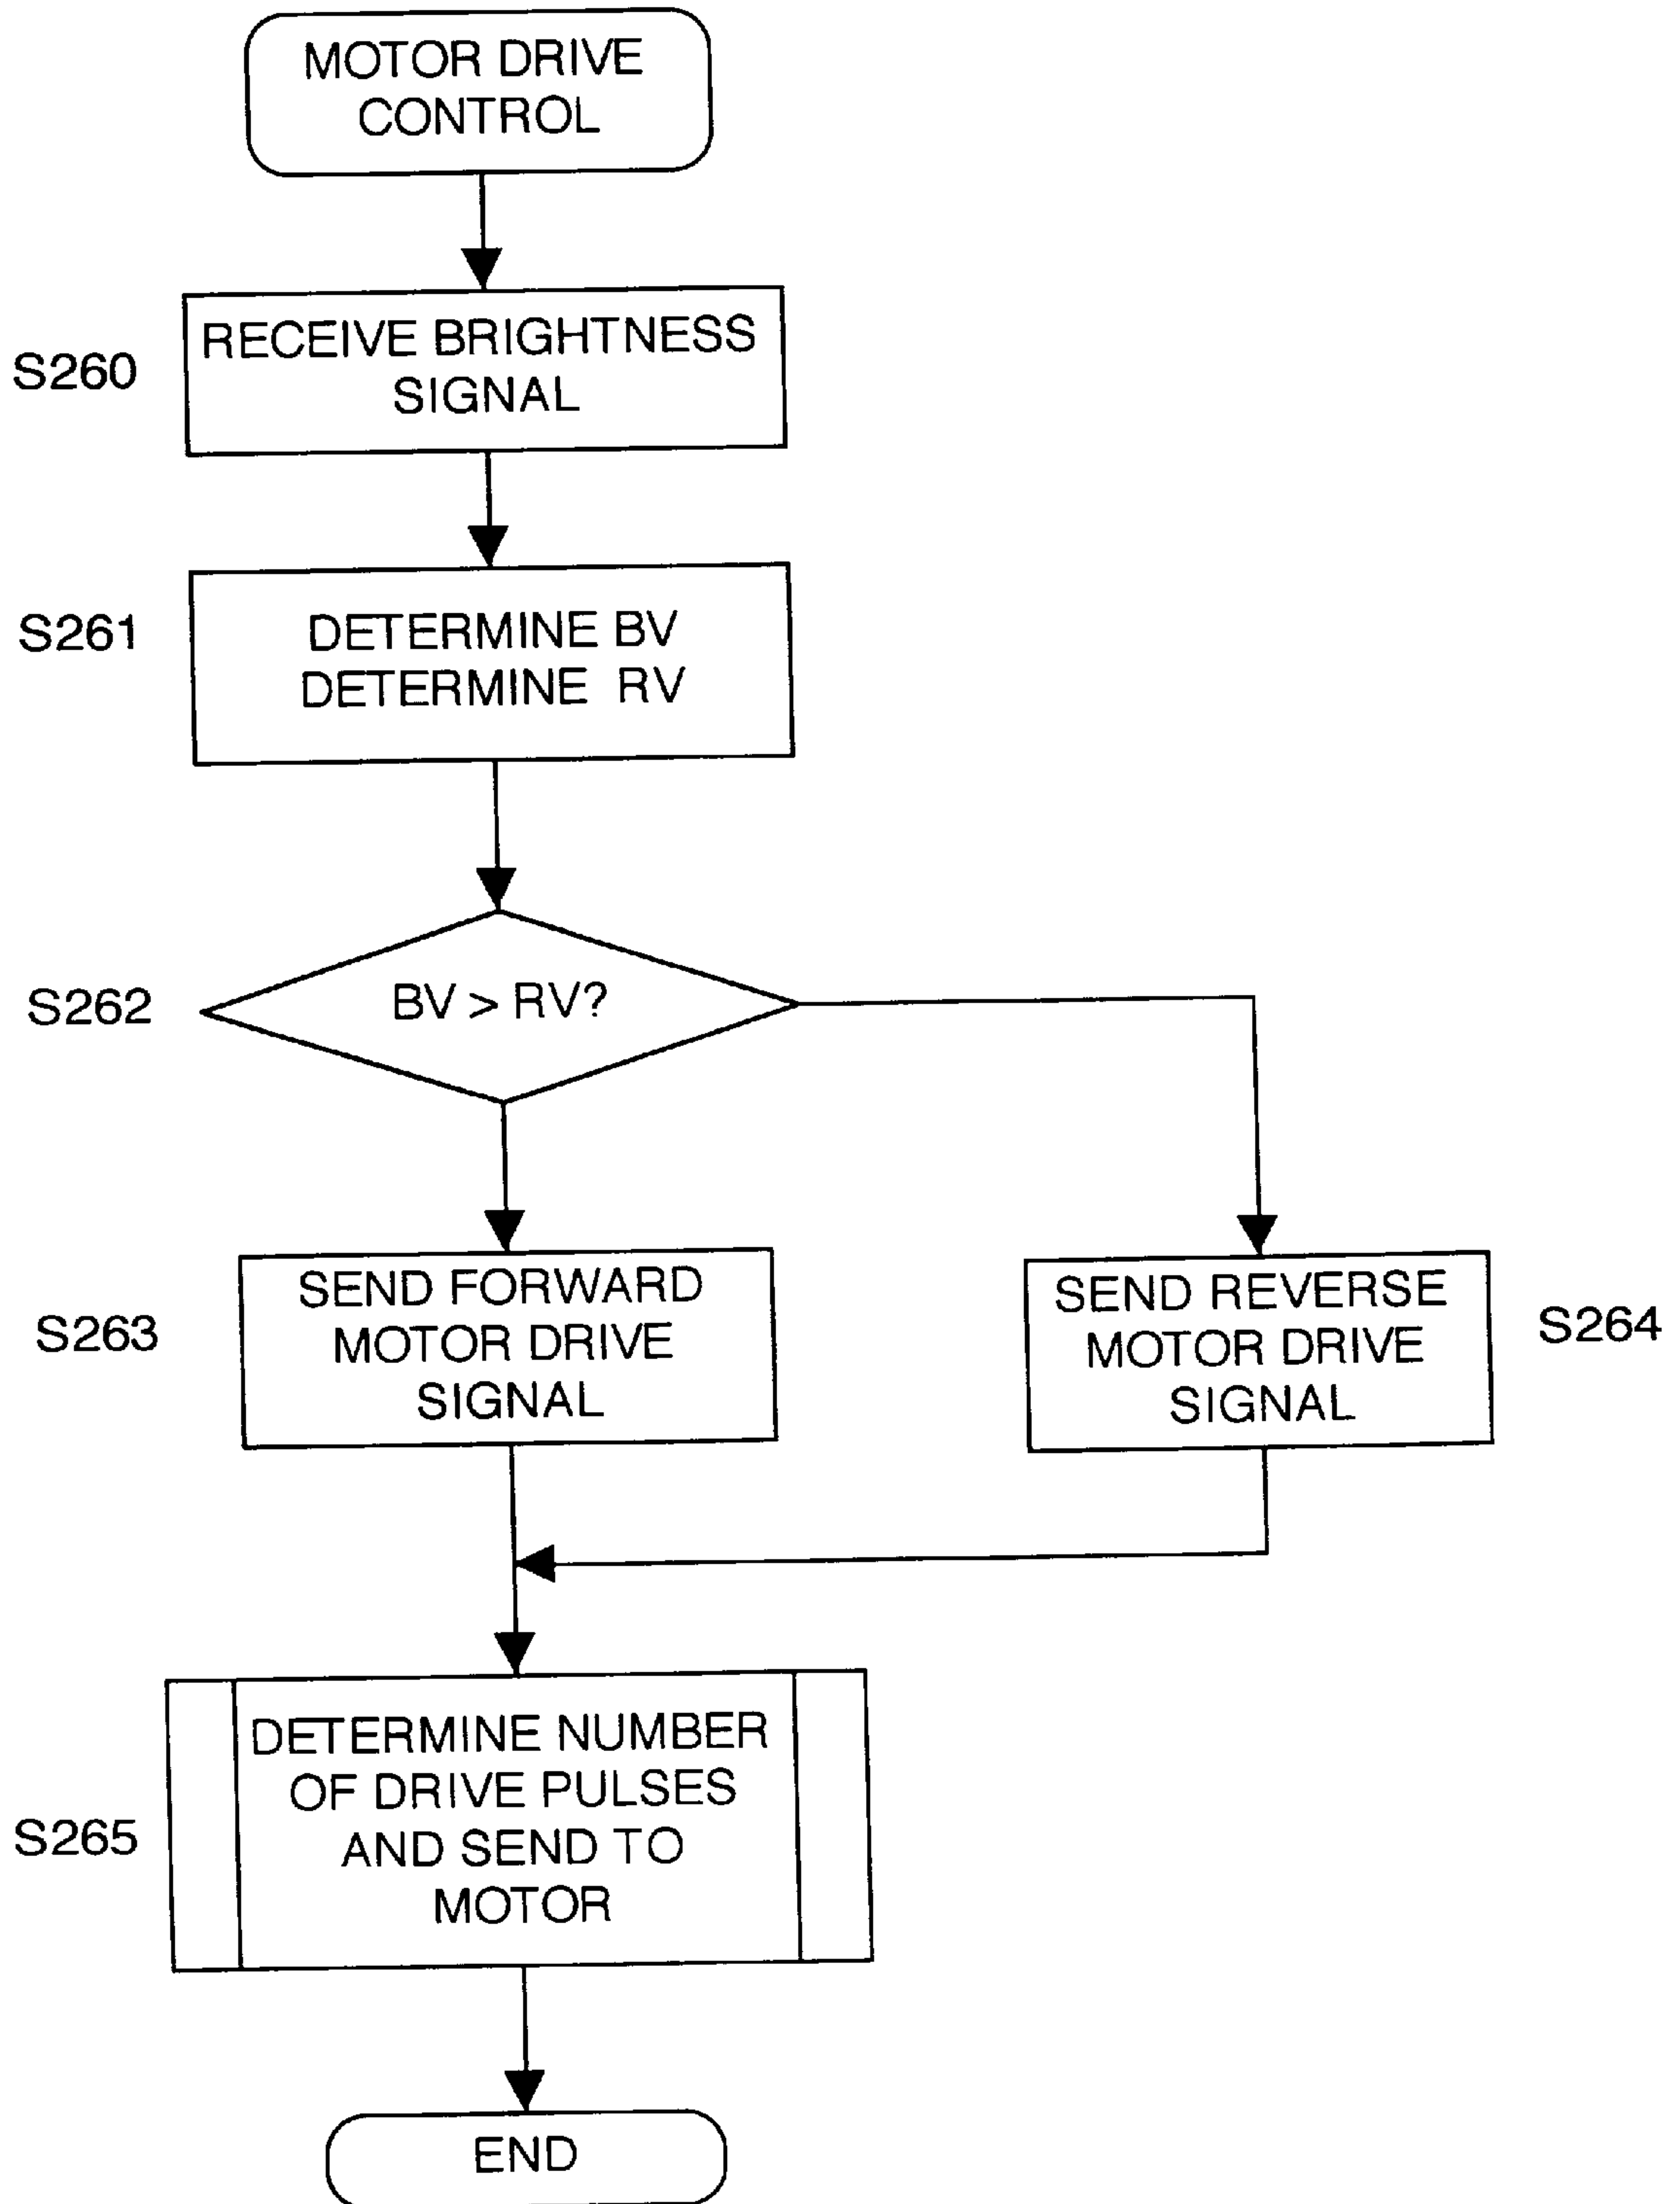 MOTOR DRIVE
CONTROL
S260
RECEIVE BRIGHTNESS
SIGNAL
S261
DETERMINE BV
DETERMINE RV
S262
BV > RV?
S263
SEND FORWARD
MOTOR DRIVE
SIGNAL
SEND REVERSE
MOTOR DRIVE
SIGNAL
S264
S265
DETERMINE NUMBER
OF DRIVE PULSES
AND SEND TO
MOTOR
END